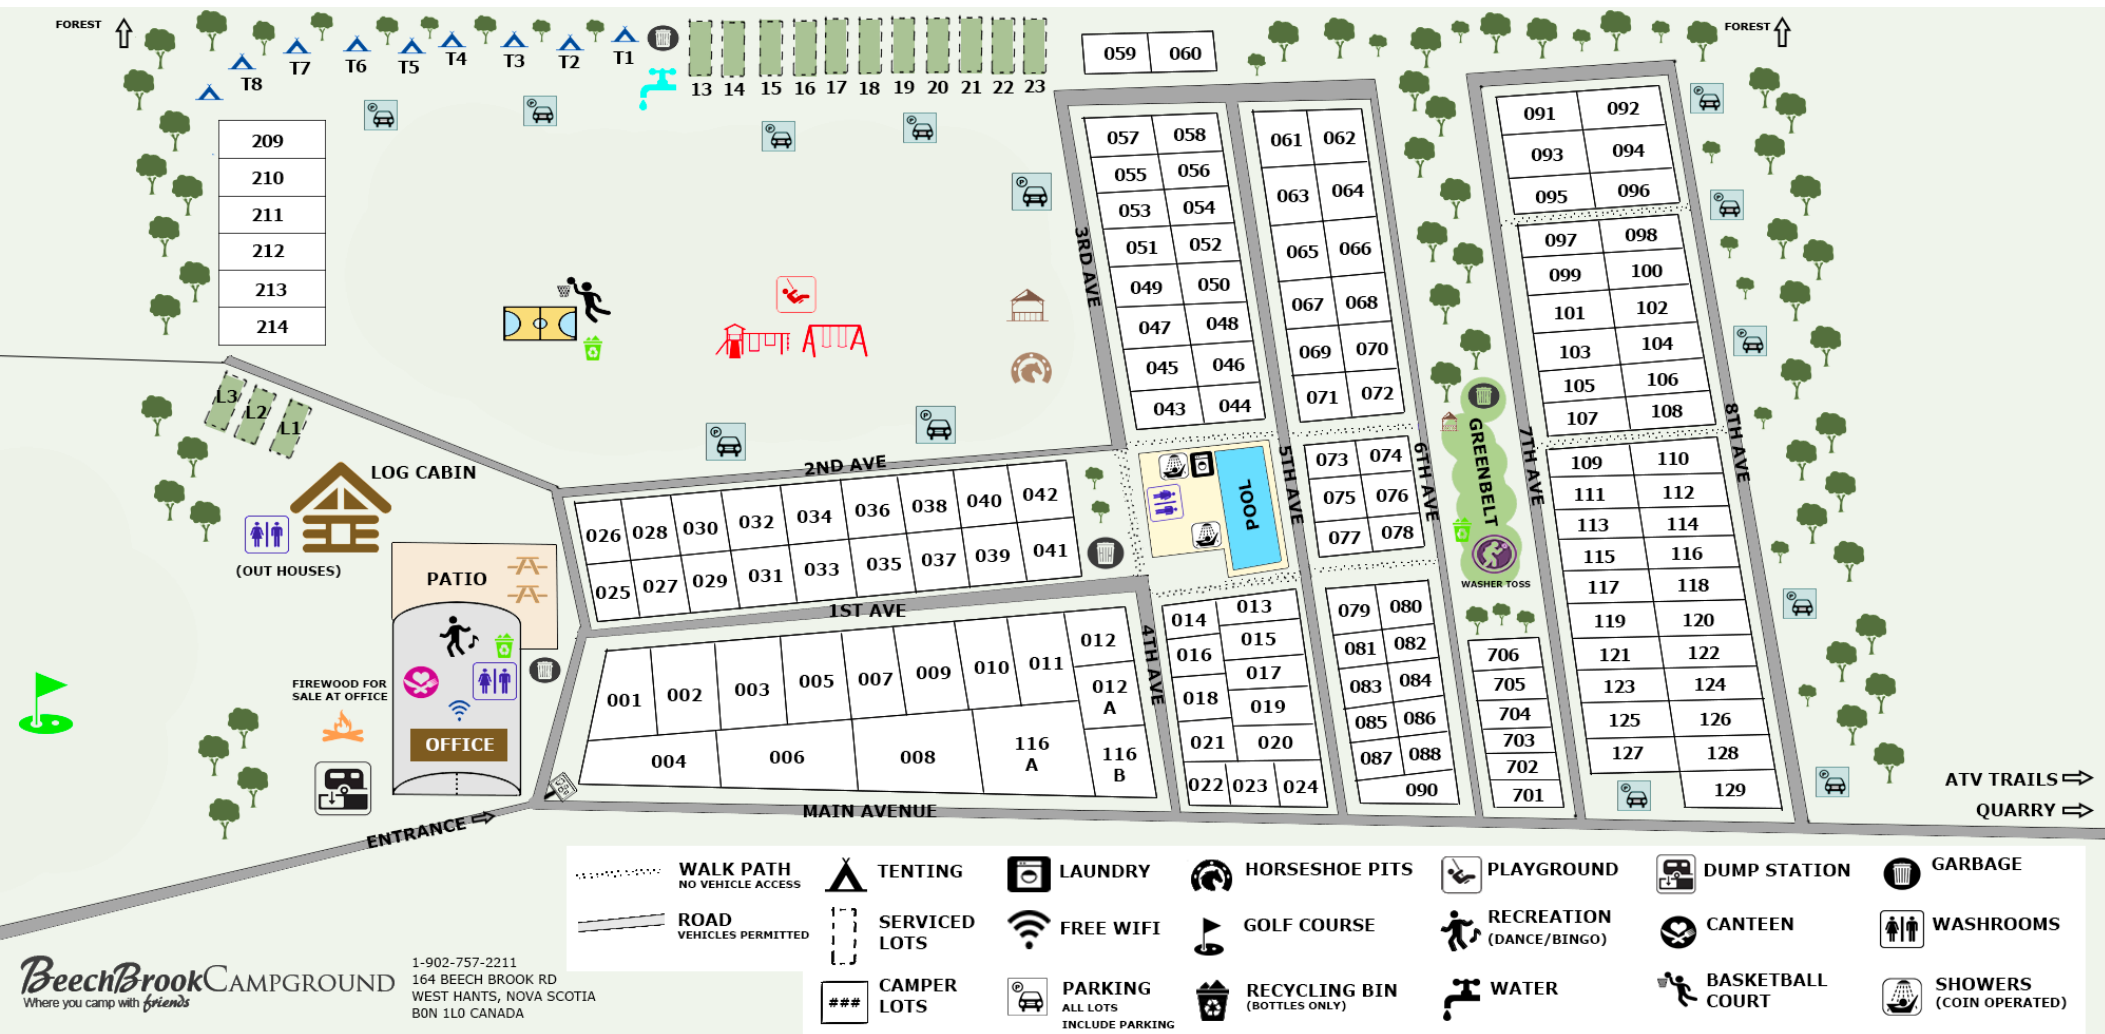 FOREST
FOREST
T8
T7
T6
T5
T4
T3
T2
T1
13 14 15 16 17 18 19 20 21 22 23
059 060
209
210
211
212
213
214
L3
L2
L1
LOG CABIN
(OUT HOUSES)
PATIO
FIREWOOD FOR
SALE AT OFFICE
OFFICE
ENTRANCE
2ND AVE
026 028 030 032 034 036 038 040 042
025 027 029 031 033 035 037 039 041
1ST AVE
001 002 003 005 007 009 010 011 012
012
A
004 006 008 116
A
116
B
MAIN AVENUE
3RD AVE
057 058
055 056
053 054
051 052
049 050
047 048
045 046
043 044
POOL
4TH AVE
014 013
016 015
018 017
019
021 020
022 023 024
5TH AVE
061 062
063 064
065 066
067 068
069 070
071 072
073 074
075 076
077 078
079 080
081 082
083 084
085 086
087 088
090
6TH AVE
GREENBELT
WASHER TOSS
706
705
704
703
702
701
7TH AVE
091 092
093 094
095 096
097 098
099 100
101 102
103 104
105 106
107 108
109 110
111 112
113 114
115 116
117 118
119 120
121 122
123 124
125 126
127 128
129
8TH AVE
ATV TRAILS
QUARRY
WALK PATH
NO VEHICLE ACCESS
ROAD
VEHICLES PERMITTED
TENTING
SERVICED
LOTS
###
CAMPER
LOTS
LAUNDRY
FREE WIFI
P
PARKING
ALL LOTS
INCLUDE PARKING
HORSESHOE PITS
GOLF COURSE
RECYCLING BIN
(BOTTLES ONLY)
PLAYGROUND
RECREATION
(DANCE/BINGO)
WATER
DUMP STATION
CANTEEN
BASKETBALL
COURT
GARBAGE
WASHROOMS
SHOWERS
(COIN OPERATED)
BeechBrook CAMPGROUND
Where you camp with friends
1-902-757-2211
164 BEECH BROOK RD
WEST HANTS, NOVA SCOTIA
B0N 1L0 CANADA